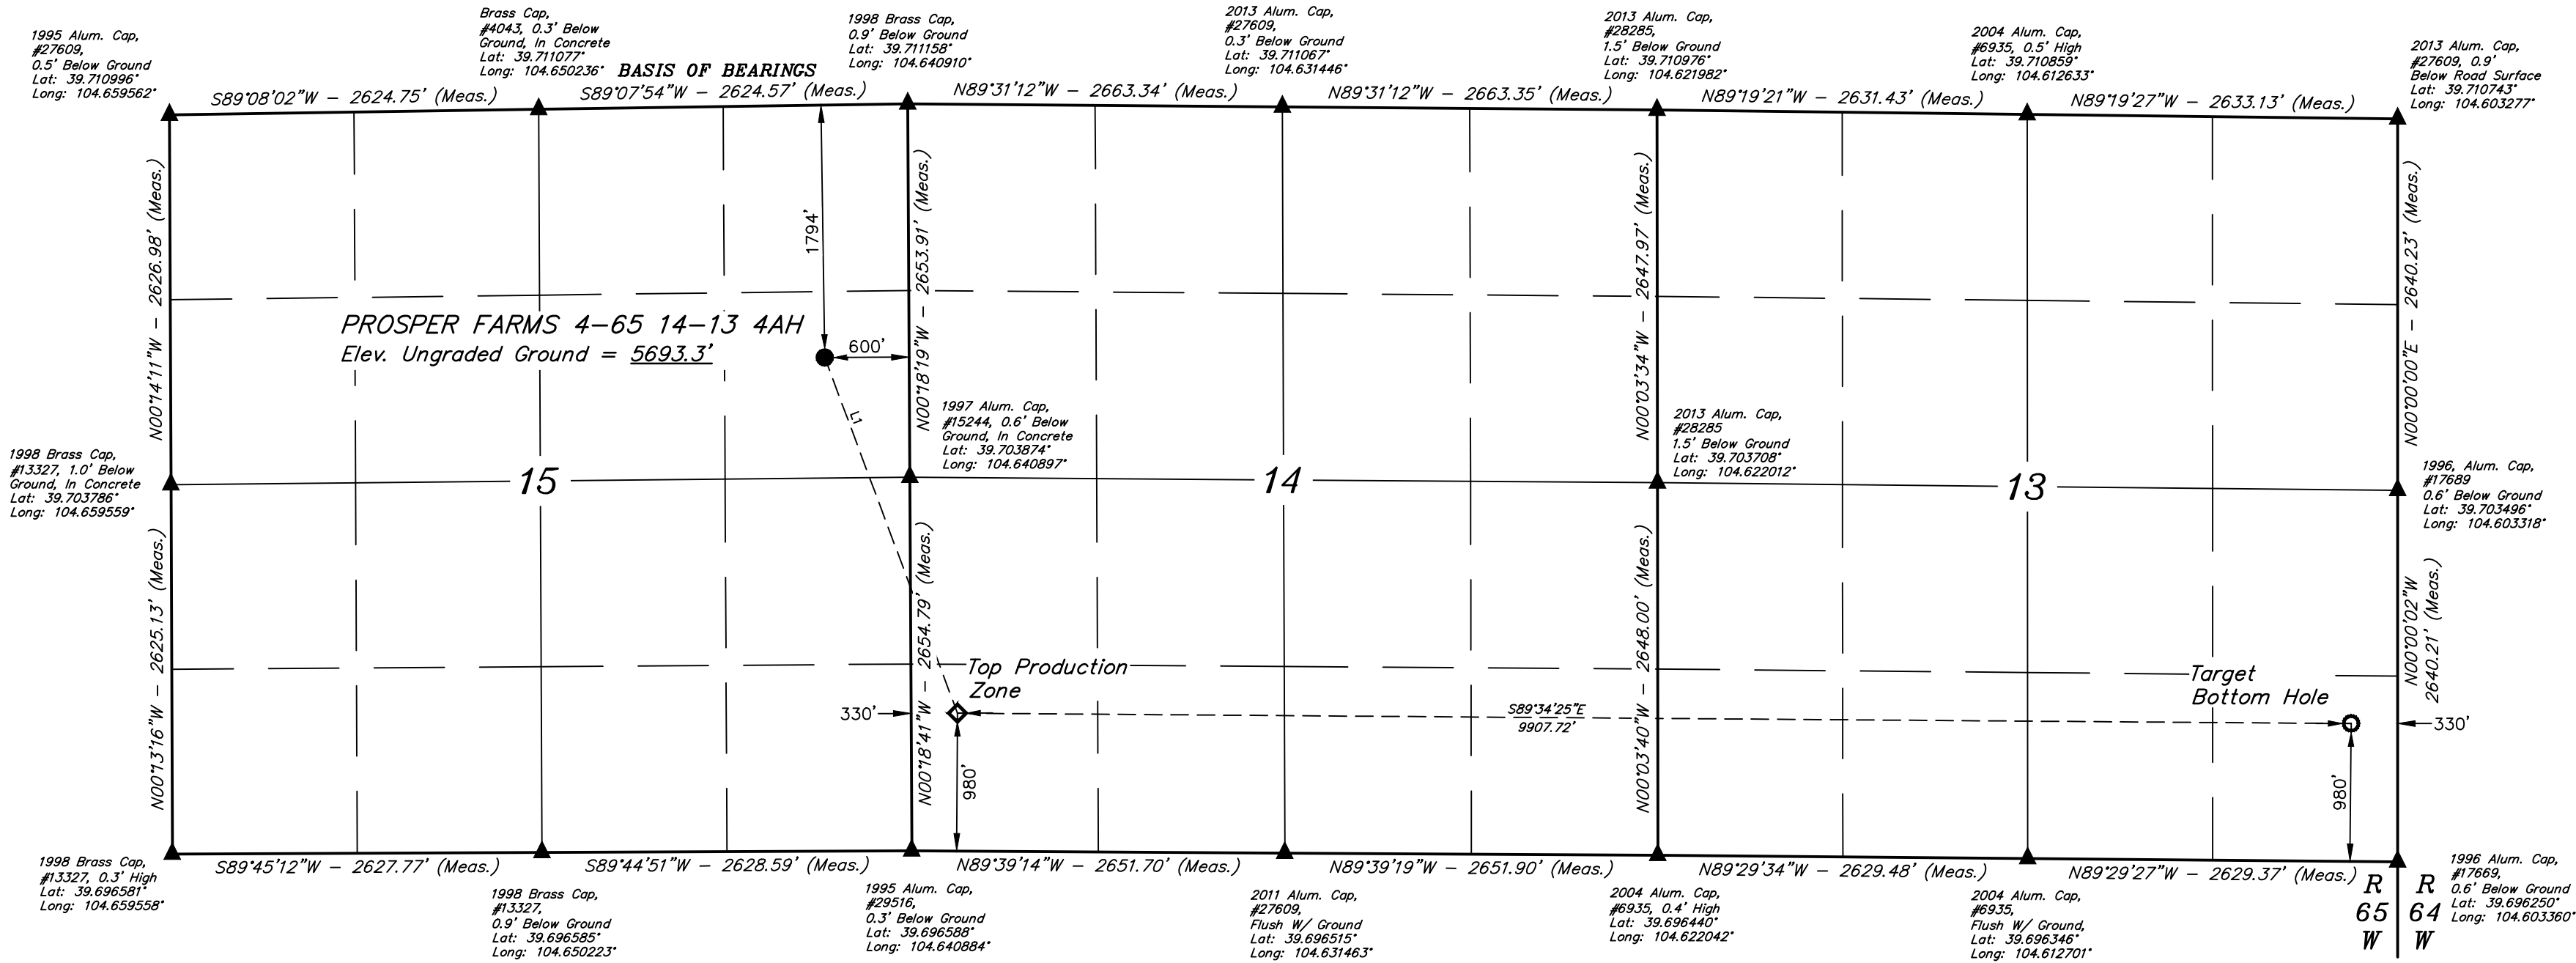 1995 Alum. Cap,
#27609,
0.5' Below Ground
Lat: 39.710996°
Long: 104.659562°
Brass Cap,
#4043, 0.3' Below
Ground, In Concrete
Lat: 39.711077°
Long: 104.650236°
BASIS OF BEARINGS
1998 Brass Cap,
0.9' Below Ground
Lat: 39.711158°
Long: 104.640910°
2013 Alum. Cap,
#27609,
0.3' Below Ground
Lat: 39.711067°
Long: 104.631446°
2013 Alum. Cap,
#28285,
1.5' Below Ground
Lat: 39.710976°
Long: 104.621982°
2004 Alum. Cap,
#6935, 0.5' High
Lat: 39.710859°
Long: 104.612633°
2013 Alum. Cap,
#27609, 0.9'
Below Road Surface
Lat: 39.710743°
Long: 104.603277°
S89°08'02"W - 2624.75' (Meas.)
S89°07'54"W - 2624.57' (Meas.)
N89°31'12"W - 2663.34' (Meas.)
N89°31'12"W - 2663.35' (Meas.)
N89°19'21"W - 2631.43' (Meas.)
N89°19'27"W - 2633.13' (Meas.)
N00°14'11"W - 2626.98' (Meas.)
1794'
N00°18'19"W - 2653.91' (Meas.)
N00°03'34"W - 2647.97' (Meas.)
N00°00'00"E - 2640.23' (Meas.)
PROSPER FARMS 4-65 14-13 4AH
Elev. Ungraded Ground = 5693.3'
600'
L1
1998 Brass Cap,
#13327, 1.0' Below
Ground, In Concrete
Lat: 39.703786°
Long: 104.659559°
1997 Alum. Cap,
#15244, 0.6' Below
Ground, In Concrete
Lat: 39.703874°
Long: 104.640897°
2013 Alum. Cap,
#28285
1.5' Below Ground
Lat: 39.703708°
Long: 104.622012°
1996, Alum. Cap,
#17689
0.6' Below Ground
Lat: 39.703496°
Long: 104.603318°
15
14
13
N00°13'16"W - 2625.13' (Meas.)
N00°18'41"W - 2654.79' (Meas.)
N00°03'40"W - 2648.00' (Meas.)
N00°00'02"W
2640.21' (Meas.)
Top Production
Zone
Target
Bottom Hole
330'
S89°34'25"E
9907.72'
330'
980'
980'
S89°45'12"W - 2627.77' (Meas.)
S89°44'51"W - 2628.59' (Meas.)
N89°39'14"W - 2651.70' (Meas.)
N89°39'19"W - 2651.90' (Meas.)
N89°29'34"W - 2629.48' (Meas.)
N89°29'27"W - 2629.37' (Meas.)
1998 Brass Cap,
#13327, 0.3' High
Lat: 39.696581°
Long: 104.659558°
1998 Brass Cap,
#13327,
0.9' Below Ground
Lat: 39.696585°
Long: 104.650223°
1995 Alum. Cap,
#29516,
0.3' Below Ground
Lat: 39.696588°
Long: 104.640884°
2011 Alum. Cap,
#27609,
Flush W/ Ground
Lat: 39.696515°
Long: 104.631463°
2004 Alum. Cap,
#6935, 0.4' High
Lat: 39.696440°
Long: 104.622042°
2004 Alum. Cap,
#6935,
Flush W/ Ground,
Lat: 39.696346°
Long: 104.612701°
R
65
W
R
64
W
1996 Alum. Cap,
#17669,
0.6' Below Ground
Lat: 39.696250°
Long: 104.603360°